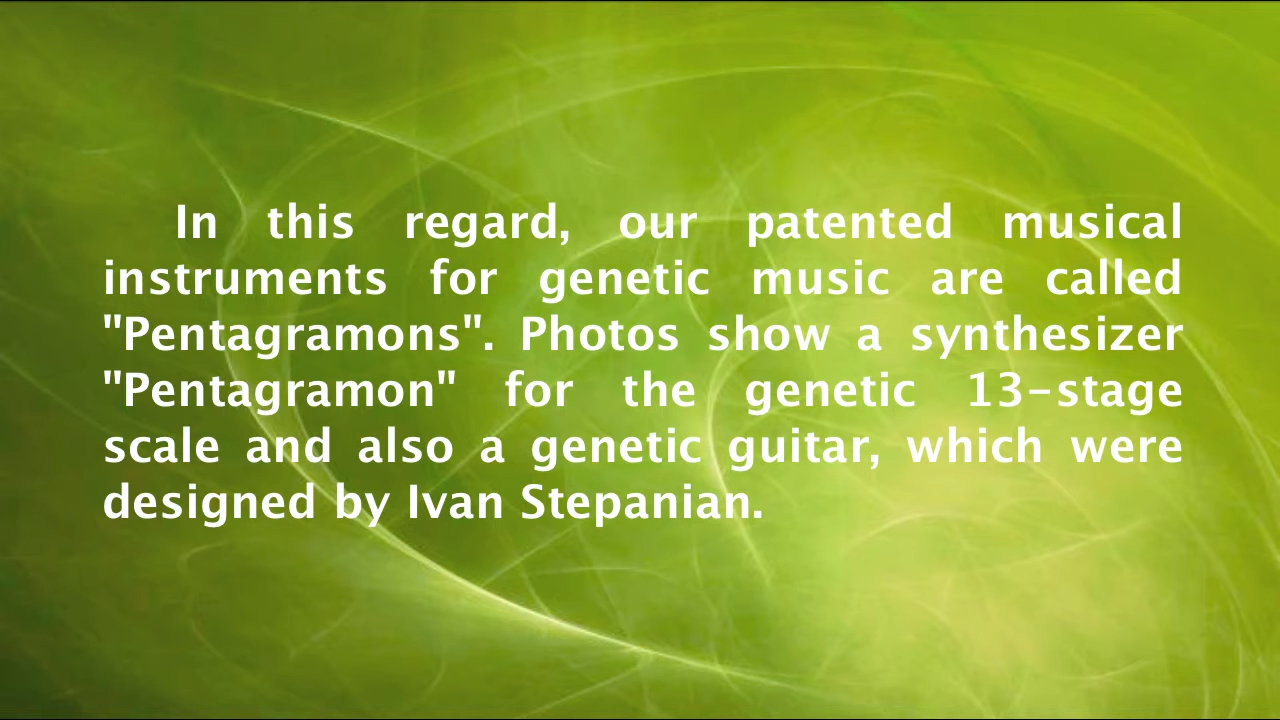 In this regard, our patented musical
instruments for genetic music are called
"Pentagramons". Photos show a synthesizer
"Pentagramon" for the genetic 13-stage
scale and also a genetic guitar, which were
designed by Ivan Stepanian.